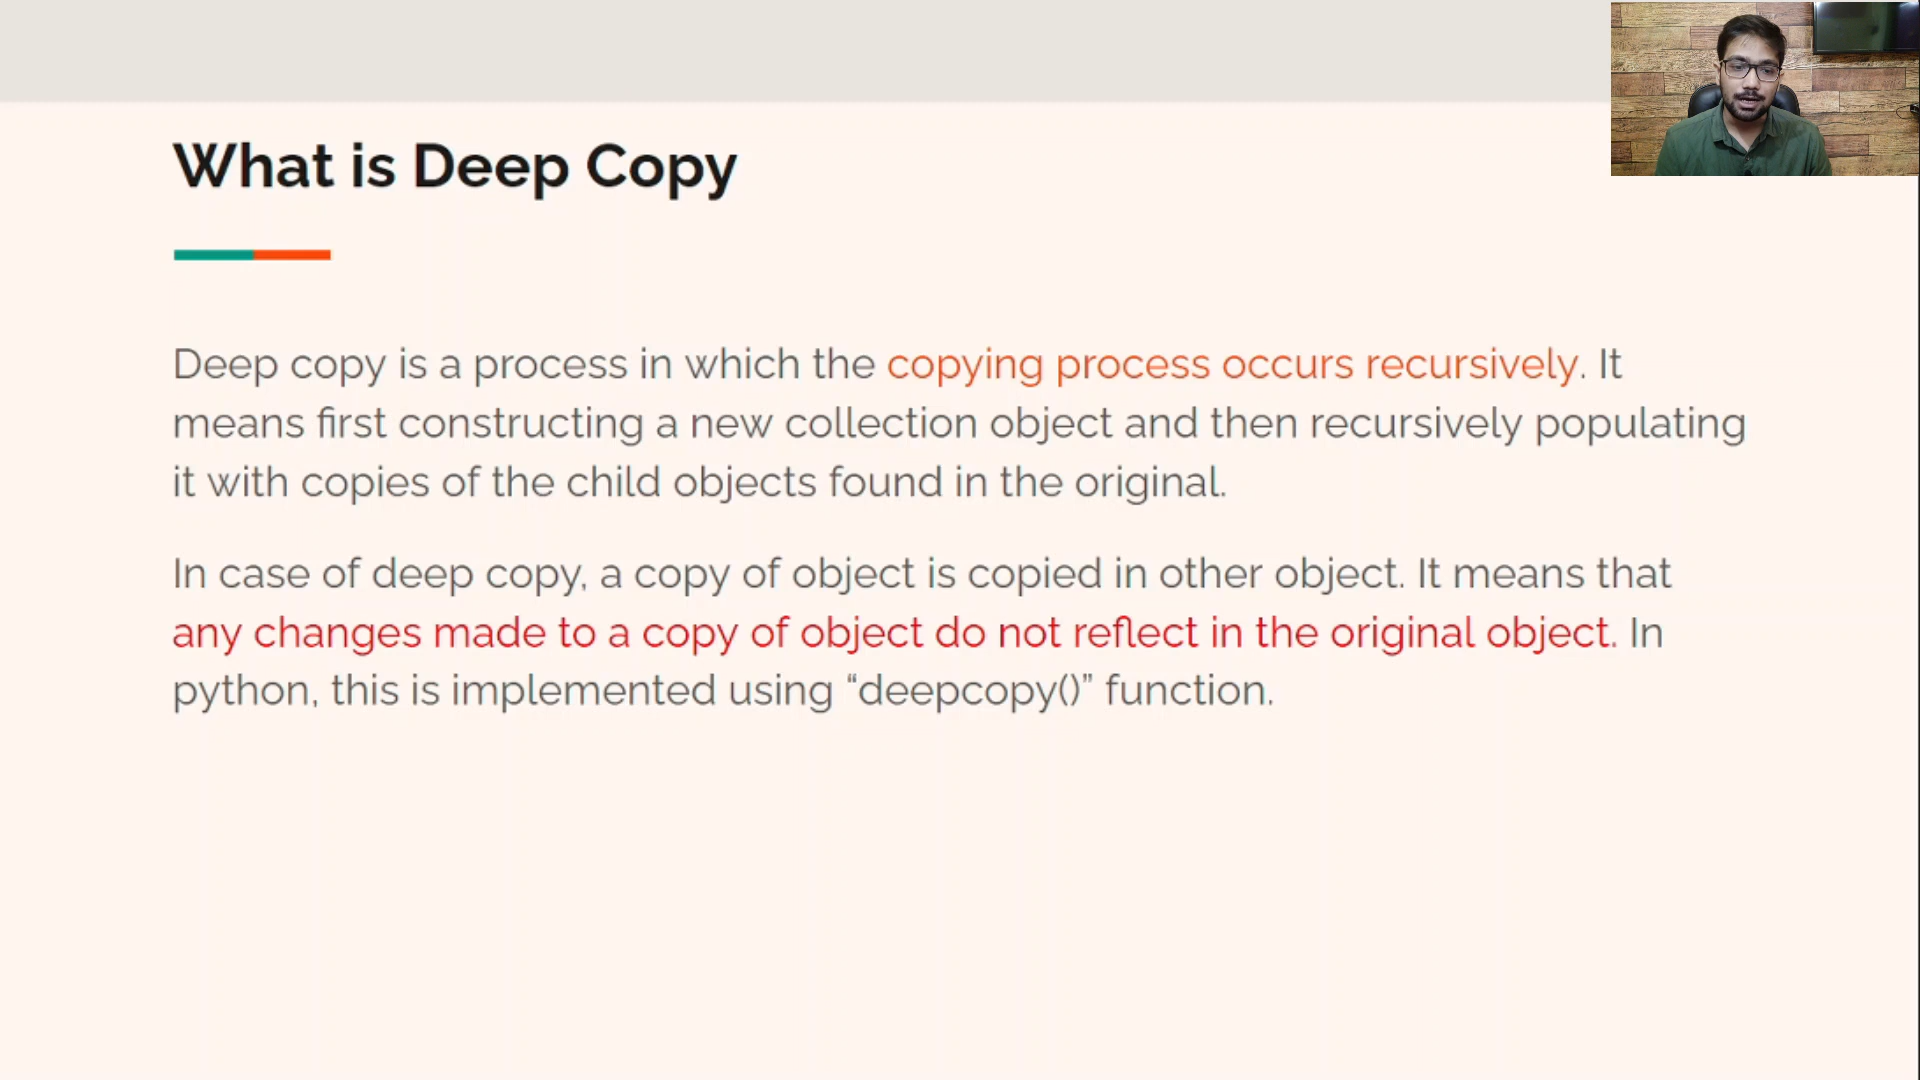 What is Deep Copy
Deep copy is a process in which the copying process occurs recursively. It
means first constructing a new collection object and then recursively populating
it with copies of the child objects found in the original.
In case of deep copy, a copy of object is copied in other object. It means that
any changes made to a copy of object do not reflect in the original object. In
python, this is implemented using “deepcopy()” function.